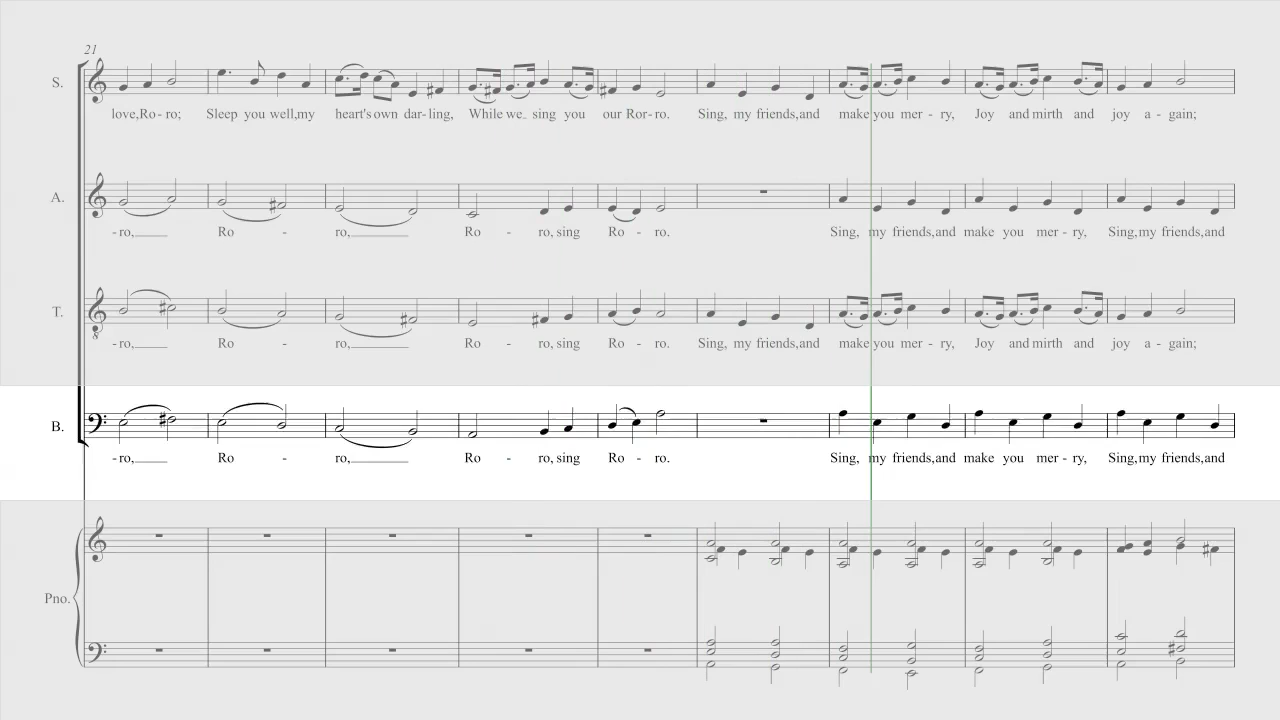 21
S.
love,Ro- ro; Sleep you well,my heart's own dar-ling, While we sing you our Ror-ro. Sing, my friends,and make you mer - ry, Joy and mirth and joy a - gain;
A.
-ro, Ro - ro, Ro - ro, sing Ro - ro. Sing, my friends,and make you mer - ry, Sing,my friends,and
T.
-ro, Ro - ro, Ro - ro, sing Ro - ro. Sing, my friends,and make you mer - ry, Joy and mirth and joy a - gain;
B.
-ro, Ro - ro, Ro - ro, sing Ro - ro. Sing, my friends,and make you mer - ry, Sing,my friends,and
Pno.